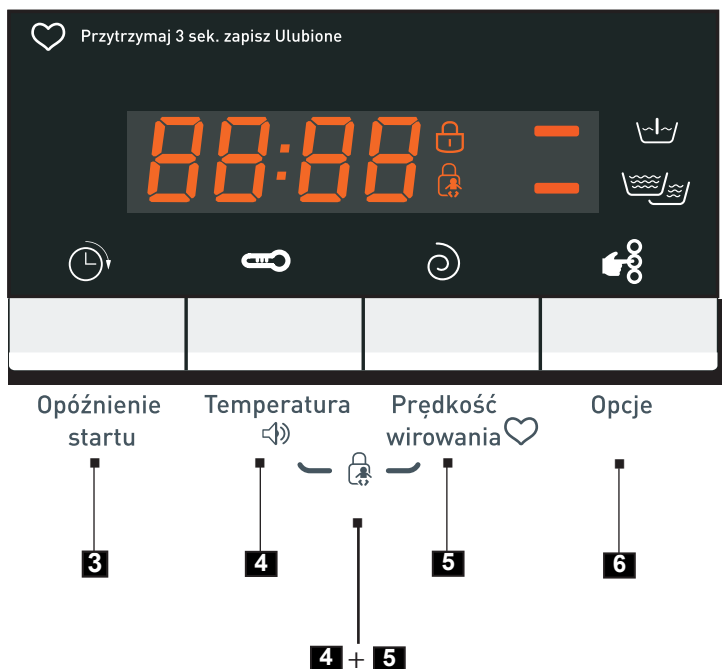 Przytrzymaj 3 sek. zapisz Ulubione
88:88
Opóźnienie startu
Temperatura
Prędkość wirowania
Opcje
3
4
5
6
4 + 5